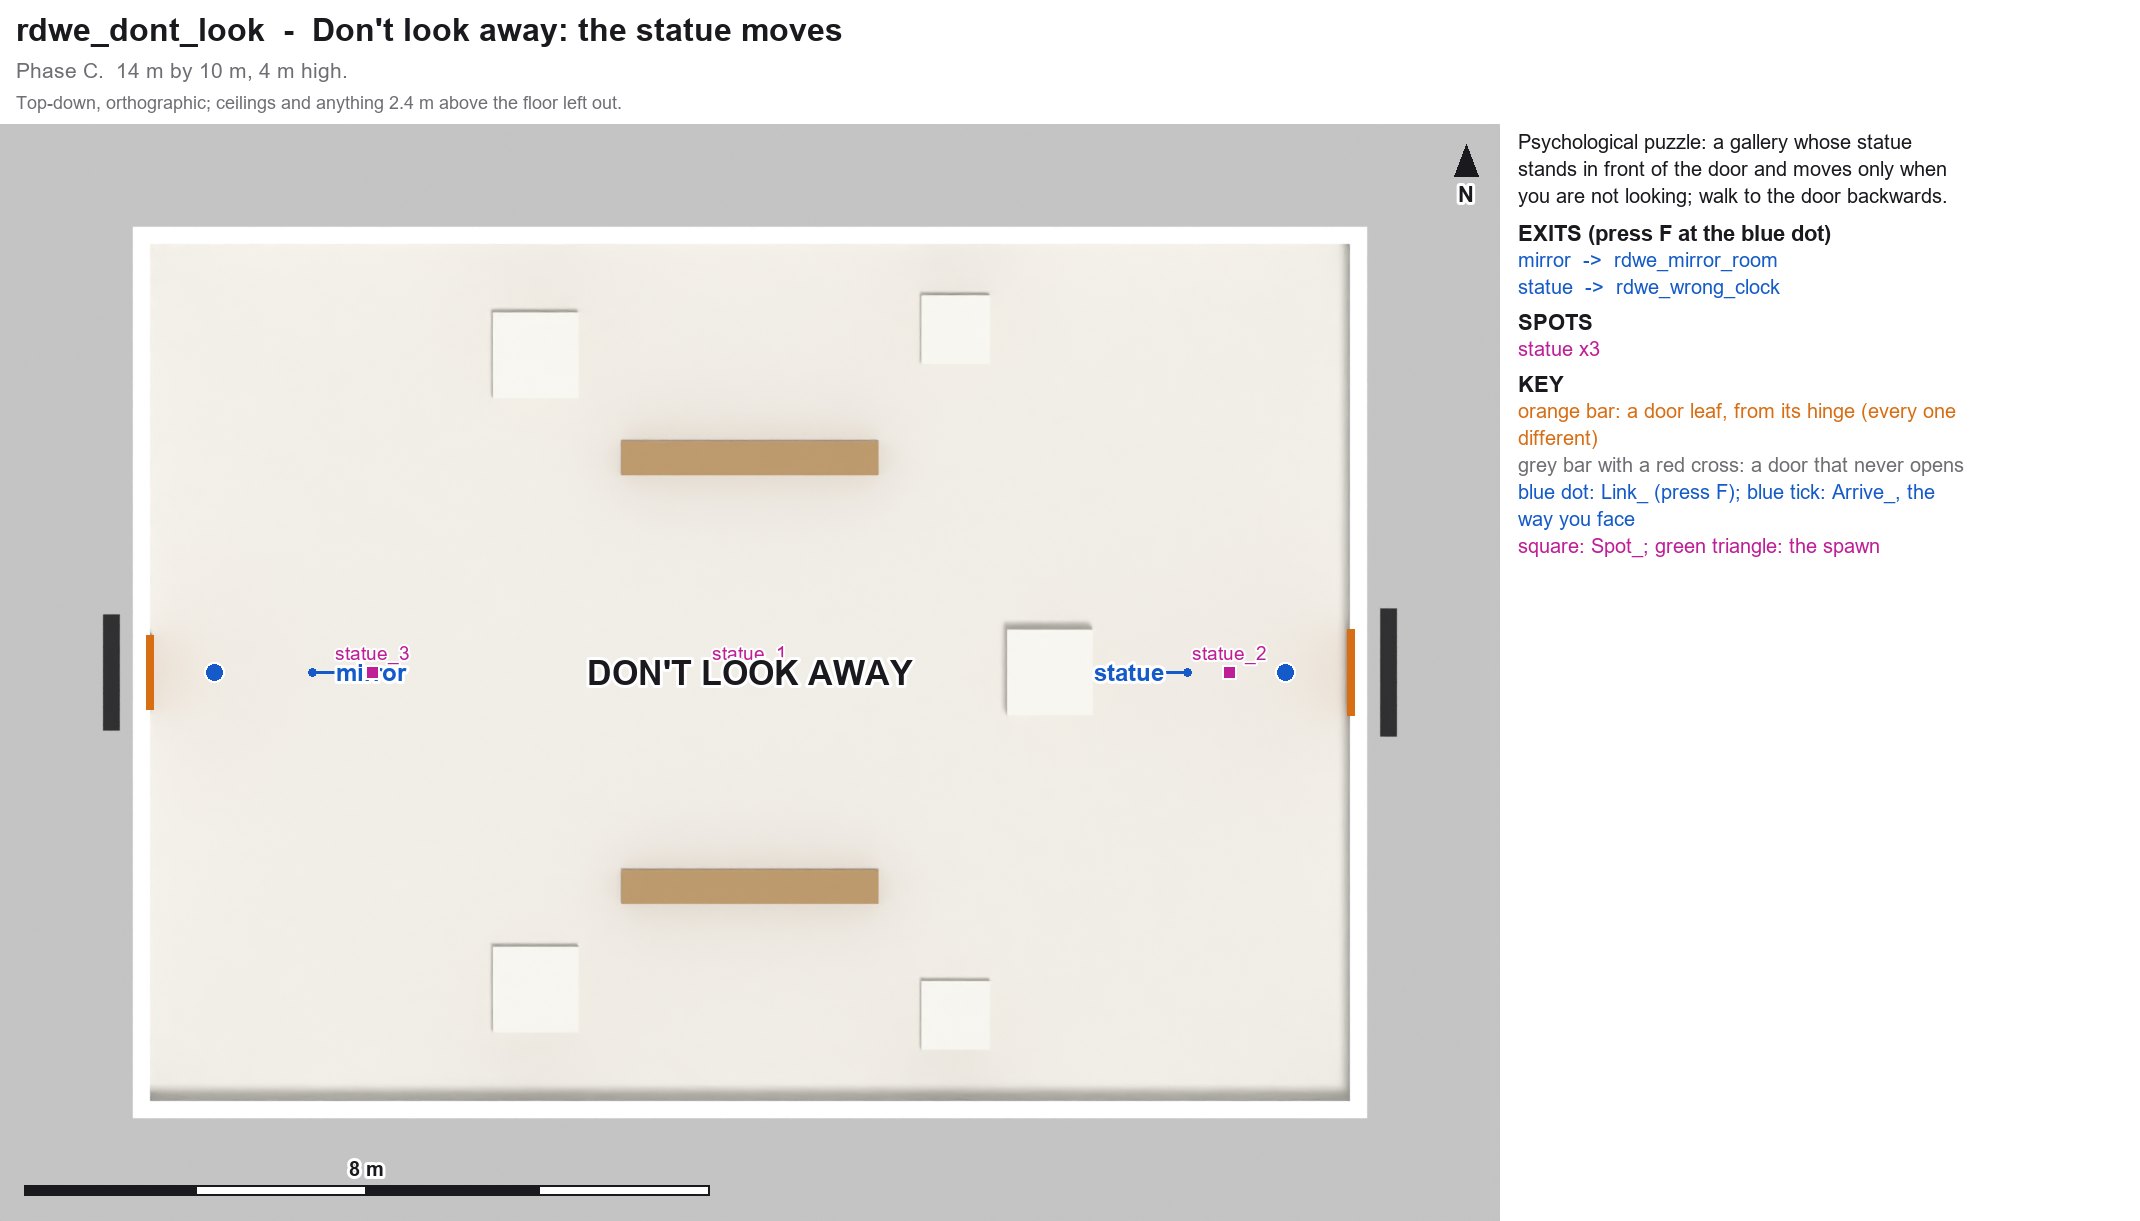 rdwe_dont_look - Don't look away: the statue moves
Phase C. 14 m by 10 m, 4 m high.
Top-down, orthographic; ceilings and anything 2.4 m above the floor left out.
N
Psychological puzzle: a gallery whose statue
stands in front of the door and moves only when
you are not looking; walk to the door backwards.
EXITS (press F at the blue dot)
mirror -> rdwe_mirror_room
statue -> rdwe_wrong_clock
SPOTS
statue x3
KEY
orange bar: a door leaf, from its hinge (every one
different)
grey bar with a red cross: a door that never opens
blue dot: Link_ (press F); blue tick: Arrive_, the
way you face
square: Spot_; green triangle: the spawn
statue_3
statue_1
statue_2
mirror
DON'T LOOK AWAY
statue
8 m